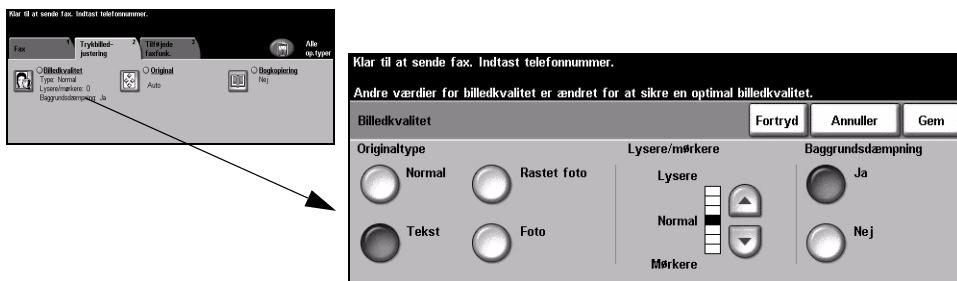 Klar til at sende fax. Indtast telefonnummer.
Fax
1
Trykbilled-
justering
2
Tilføjede
faxfunk.
3
Alle
op.typer
Billedkvalitet
Type: Normal
Lysere/mørkere: 0
Baggrundsdæmpning: Ja
Original
Auto
Bogkopiering
Nej
Klar til at sende fax. Indtast telefonnummer.
Andre værdier for billedkvalitet er ændret for at sikre en optimal billedkvalitet.
Billedkvalitet
Fortryd
Annuller
Gem
Originaltype
Lysere/mørkere
Baggrundsdæmpning
Normal
Rastet foto
Lysere
Ja
Normal
Tekst
Foto
Nej
Mørkere